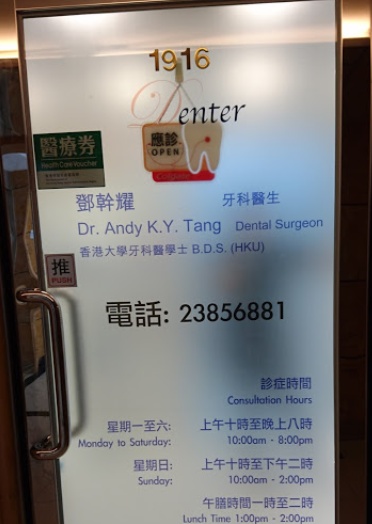 1916
Denter
醫療券
Health Care Voucher
應診
OPEN
鄧幹耀 牙科醫生
Dr. Andy K.Y. Tang Dental Surgeon
香港大學牙科醫學士 B.D.S. (HKU)
推
PUSH
電話: 23856881
診症時間
Consultation Hours
星期一至六: 上午十時至晚上八時
Monday to Saturday: 10:00am - 8:00pm
星期日: 上午十時至下午二時
Sunday: 10:00am - 2:00pm
午膳時間一時至二時
Lunch Time 1:00pm - 2:00pm